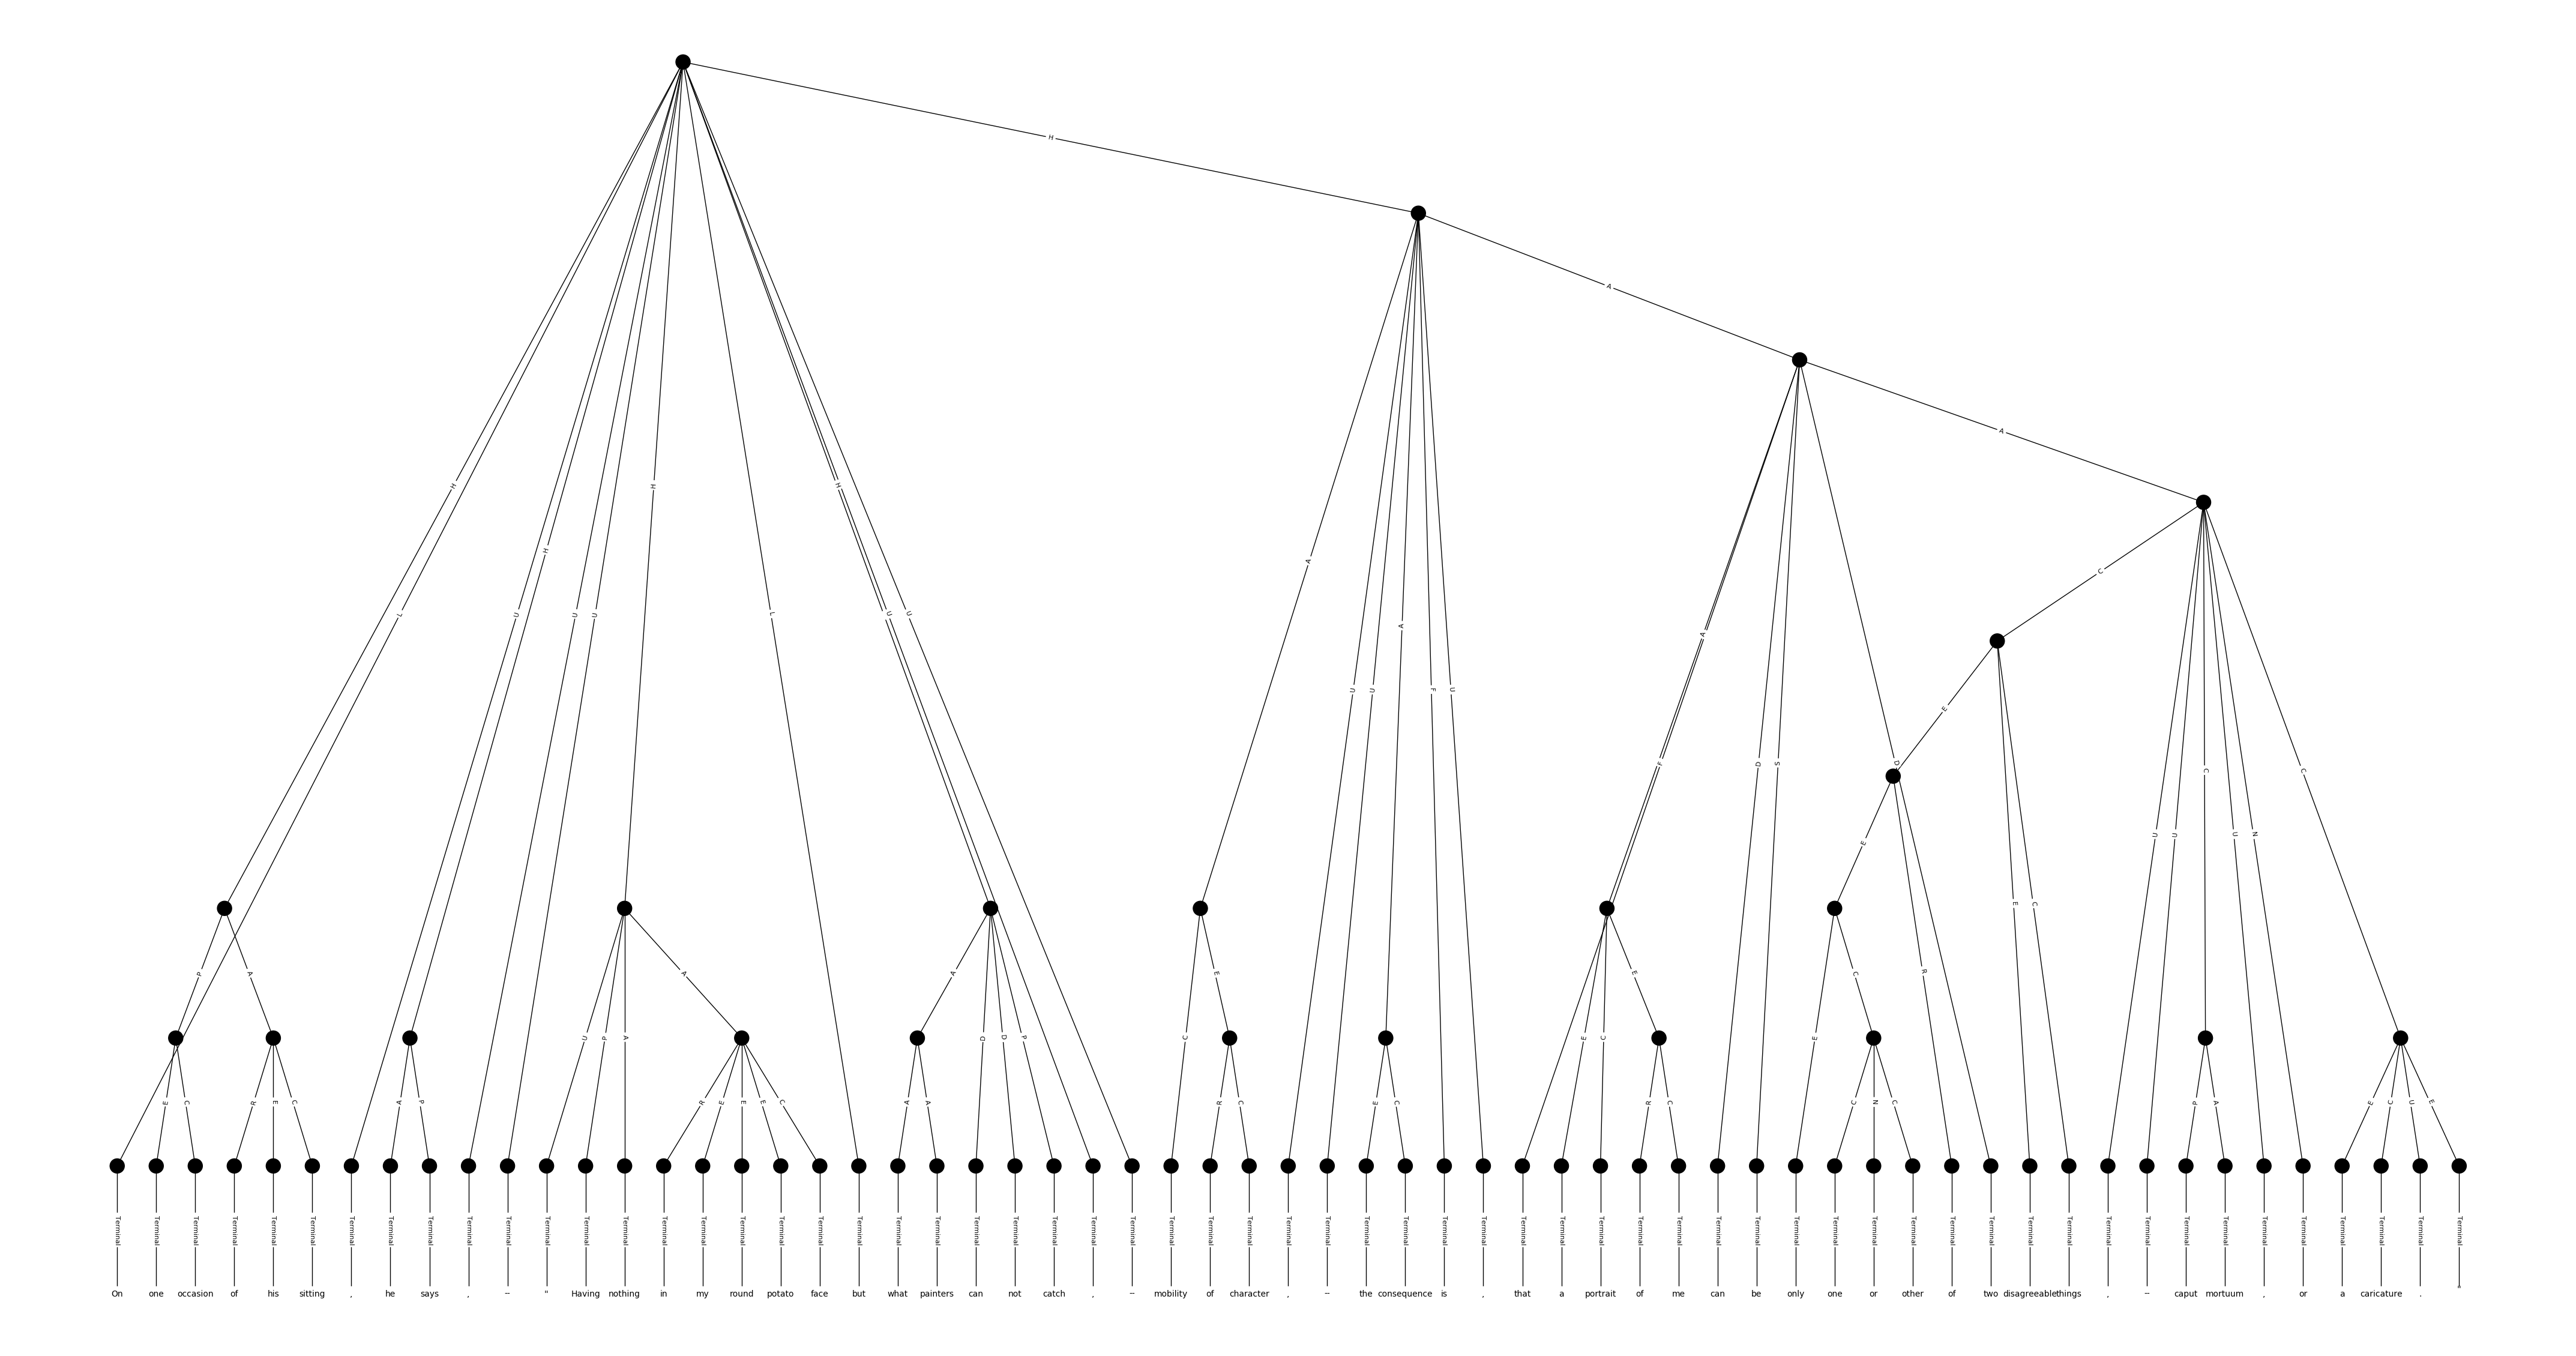 H
A
A
H H H H
L U H U U L U U
A U U A F U
A F D S D
C E E E C U U C U N C
P A U P A A A D D P C E E C E E C R
E C R E C A P R E E E C A A R C E C R C C N C P A E C U E
Terminal Terminal Terminal Terminal Terminal Terminal Terminal Terminal Terminal Terminal Terminal Terminal Terminal Terminal Terminal Terminal Terminal Terminal Terminal Terminal Terminal Terminal Terminal Terminal Terminal Terminal Terminal Terminal Terminal Terminal Terminal Terminal Terminal Terminal Terminal Terminal Terminal Terminal Terminal Terminal Terminal Terminal Terminal Terminal Terminal Terminal Terminal Terminal Terminal Terminal Terminal Terminal Terminal Terminal Terminal Terminal Terminal Terminal Terminal Terminal Terminal
On one occasion of his sitting , he says , -- " Having nothing in my round potato face but what painters can not catch , -- mobility of character , -- the consequence is , that a portrait of me can be only one or other of two disagreeable things , -- caput mortuum , or a caricature . "